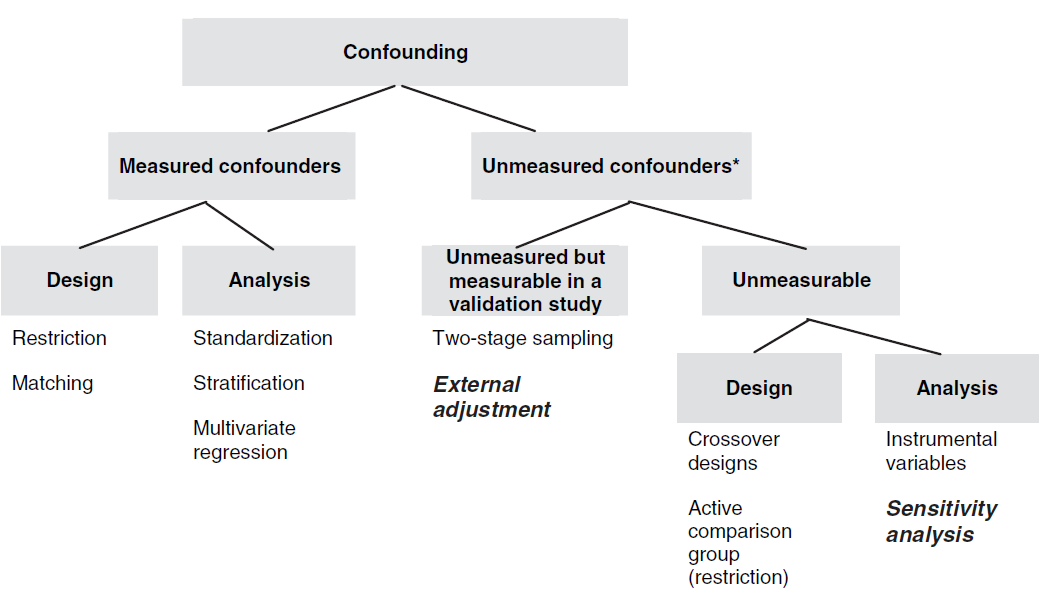 Confounding
Measured confounders
Unmeasured confounders*
Design
Analysis
Unmeasured but
measurable in a
validation study
Unmeasurable
Restriction
Matching
Standardization
Stratification
Multivariate
regression
Two-stage sampling
External
adjustment
Design
Analysis
Crossover
designs
Active
comparison
group
(restriction)
Instrumental
variables
Sensitivity
analysis